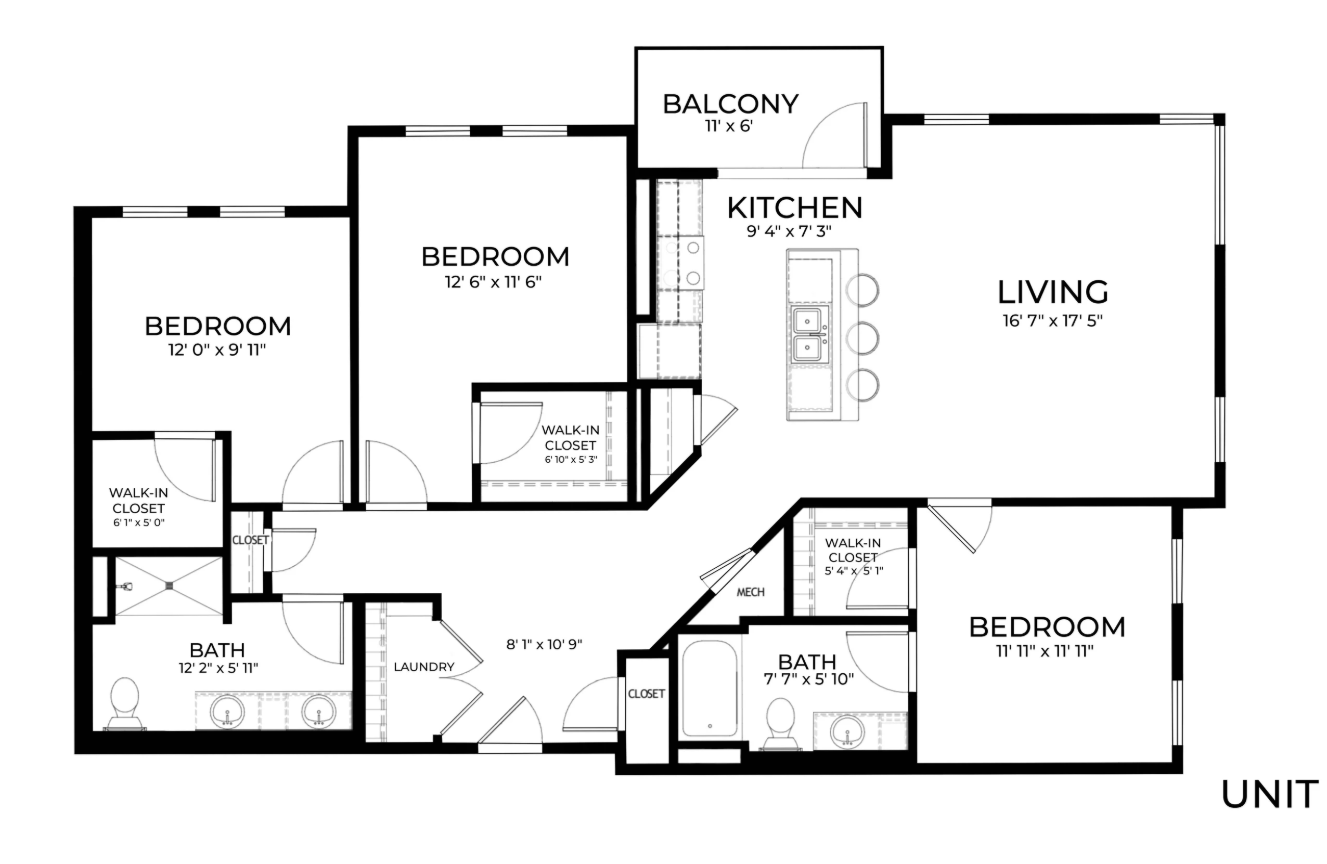 BALCONY
11' x 6'
KITCHEN
9' 4" x 7' 3"
BEDROOM
12' 6" x 11' 6"
LIVING
16' 7" x 17' 5"
BEDROOM
12' 0" x 9' 11"
WALK-IN
CLOSET
6' 10" x 5' 3"
WALK-IN
CLOSET
6' 1" x 5' 0"
CLOSET
WALK-IN
CLOSET
5' 4" x 5' 1"
MECH
BEDROOM
11' 11" x 11' 11"
BATH
12' 2" x 5' 11"
LAUNDRY
8' 1" x 10' 9"
CLOSET
BATH
7' 7" x 5' 10"
UNIT